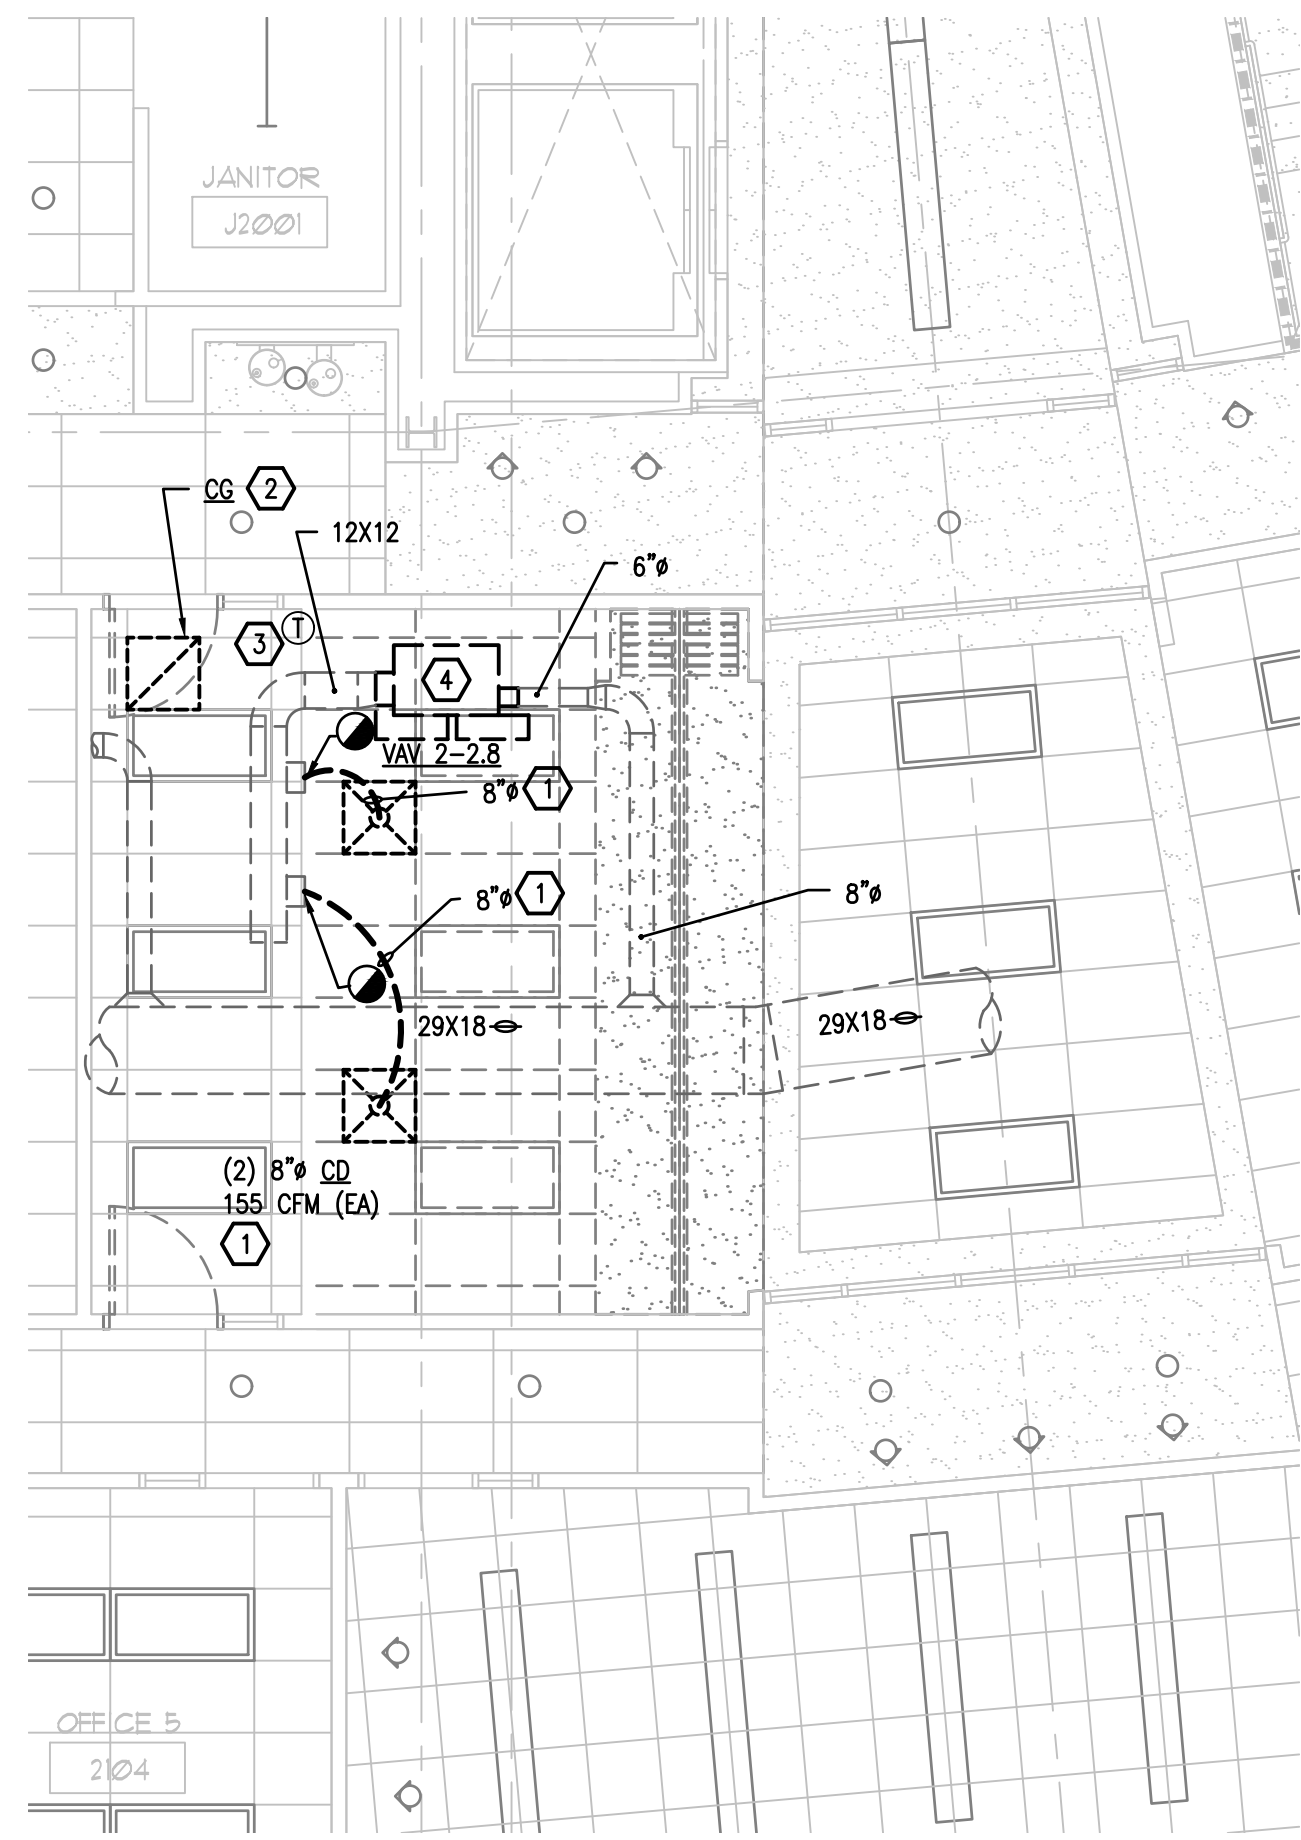 JANITOR
J2001
CG 2
12X12
6"ø
3 T
4
VAV 2-2.8
8"ø 1
8"ø 1
8"ø
29X18
29X18
(2) 8"ø CD
155 CFM (EA)
1
OFFICE 5
2104